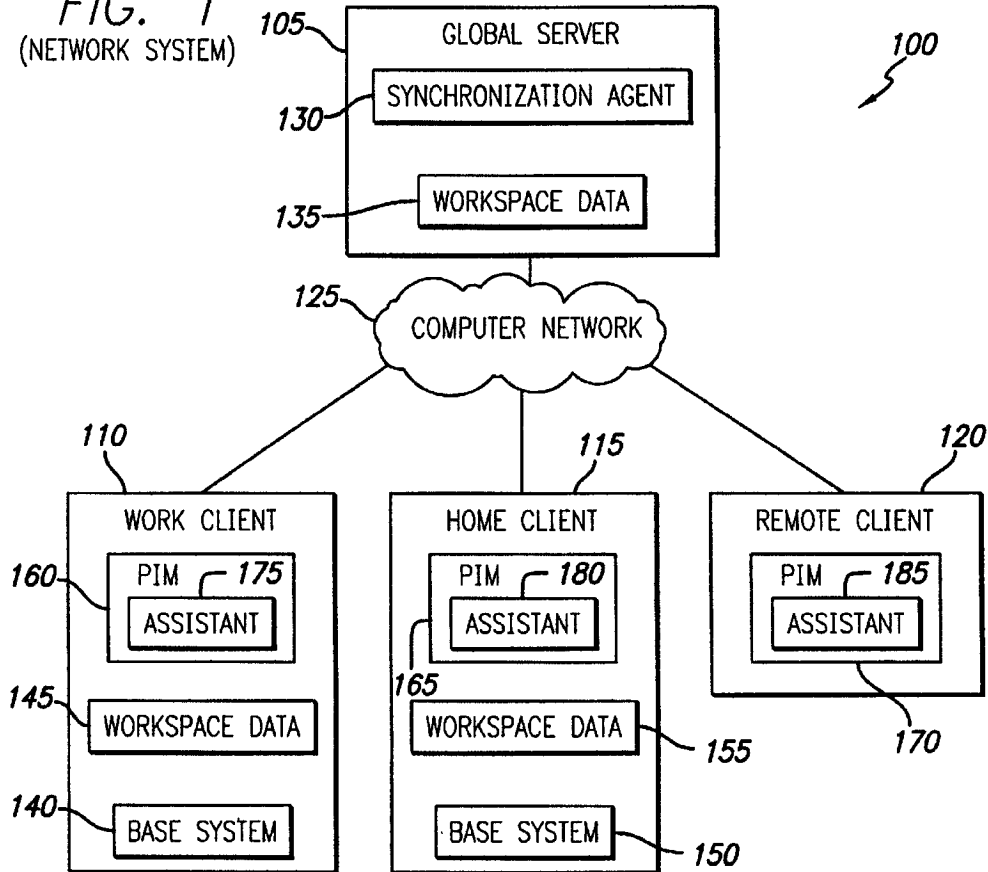 FIG. 1
(NETWORK SYSTEM)
105
GLOBAL SERVER
100
SYNCHRONIZATION AGENT
130
WORKSPACE DATA
135
125
COMPUTER NETWORK
110
115
120
WORK CLIENT
HOME CLIENT
REMOTE CLIENT
160
PIM
175
ASSISTANT
PIM
180
ASSISTANT
165
PIM
185
ASSISTANT
170
145
WORKSPACE DATA
WORKSPACE DATA
155
140
BASE SYSTEM
BASE SYSTEM
150